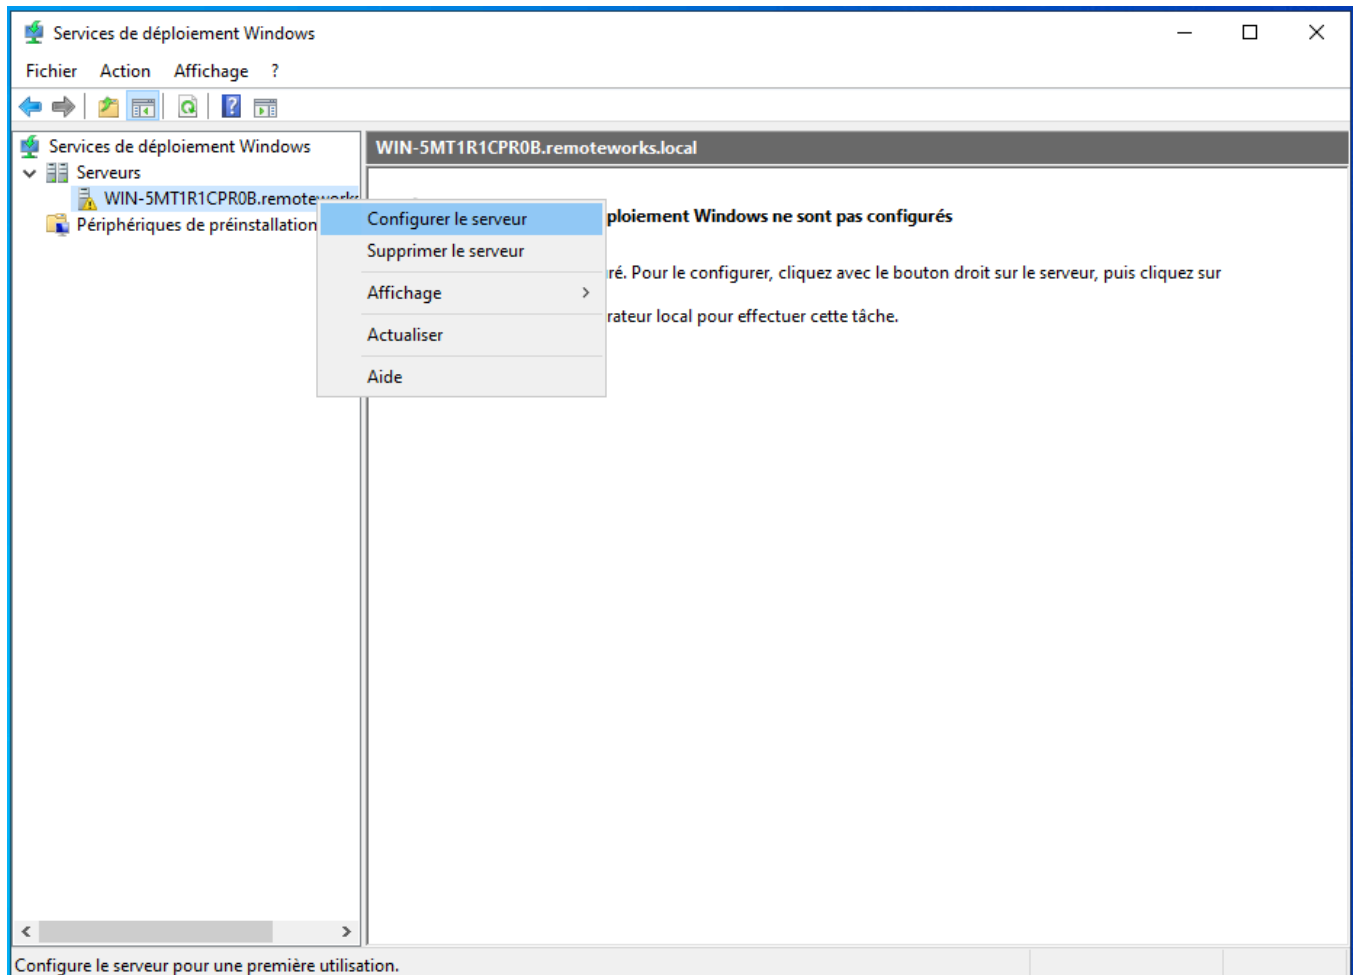 Services de déploiement Windows
Fichier Action Affichage ?
Services de déploiement Windows
Serveurs
WIN-5MT1R1CPR0B.remoteworks
Périphériques de préinstallation
WIN-5MT1R1CPR0B.remoteworks.local
ploiement Windows ne sont pas configurés
ré. Pour le configurer, cliquez avec le bouton droit sur le serveur, puis cliquez sur
rateur local pour effectuer cette tâche.
Configurer le serveur
Supprimer le serveur
Affichage
Actualiser
Aide
Configure le serveur pour une première utilisation.